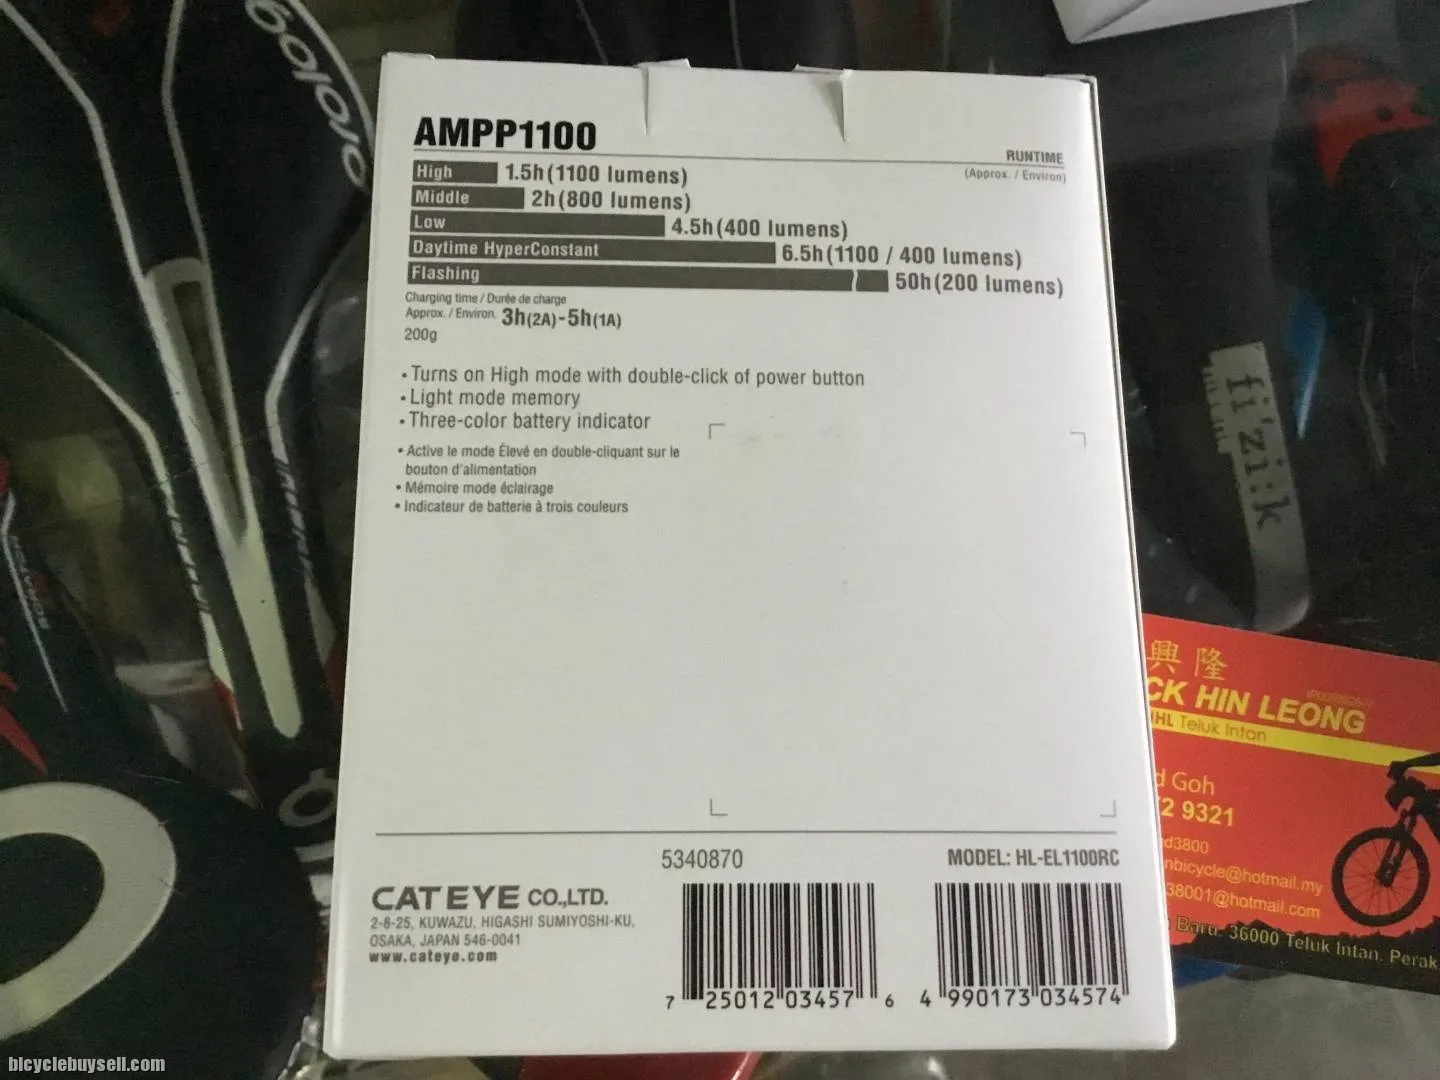 ologo
AMPP1100
RUNTIME
(Approx. / Environ)
High 1.5h(1100 lumens)
Middle 2h(800 lumens)
Low 4.5h(400 lumens)
Daytime HyperConstant 6.5h(1100 / 400 lumens)
Flashing 50h(200 lumens)
Charging time / Durée de charge
Approx. / Environ. 3h(2A)-5h(1A)
200g
• Turns on High mode with double-click of power button
• Light mode memory
• Three-color battery indicator
• Active le mode Élevé en double-cliquant sur le
bouton d'alimentation
• Mémoire mode éclairage
• Indicateur de batterie à trois couleurs
fi'zi:k
5340870
MODEL: HL-EL1100RC
CATEYE CO.,LTD.
2-8-25, KUWAZU, HIGASHI SUMIYOSHI-KU,
OSAKA, JAPAN 546-0041
www.cateye.com
7 25012 03457 6
4 990173 034574
興隆
CK HIN LEONG
Teluk Intan
d Goh
2 9321
d3800
nbicycle@hotmail.my
38001@hotmail.com
Baru. 36000 Teluk Intan. Perak
bicyclebuysell.com